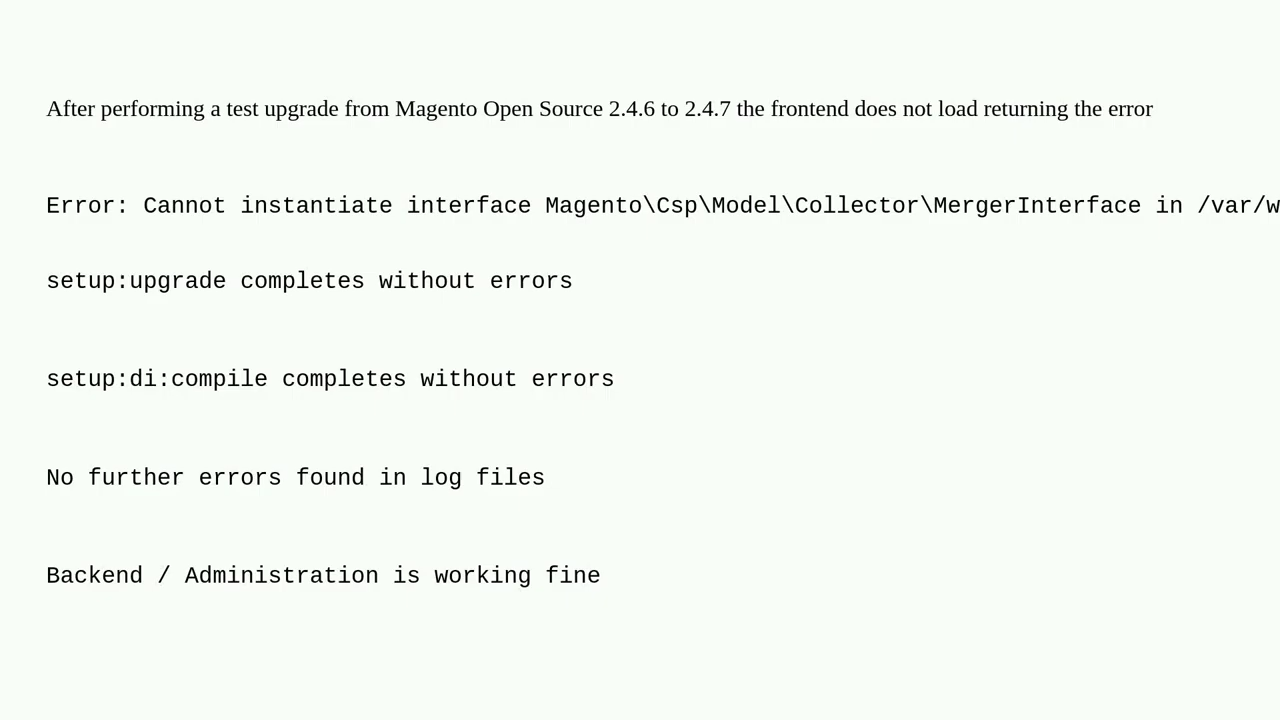 After performing a test upgrade from Magento Open Source 2.4.6 to 2.4.7 the frontend does not load returning the error
Error: Cannot instantiate interface Magento\Csp\Model\Collector\MergerInterface in /var/w
setup:upgrade completes without errors
setup:di:compile completes without errors
No further errors found in log files
Backend / Administration is working fine